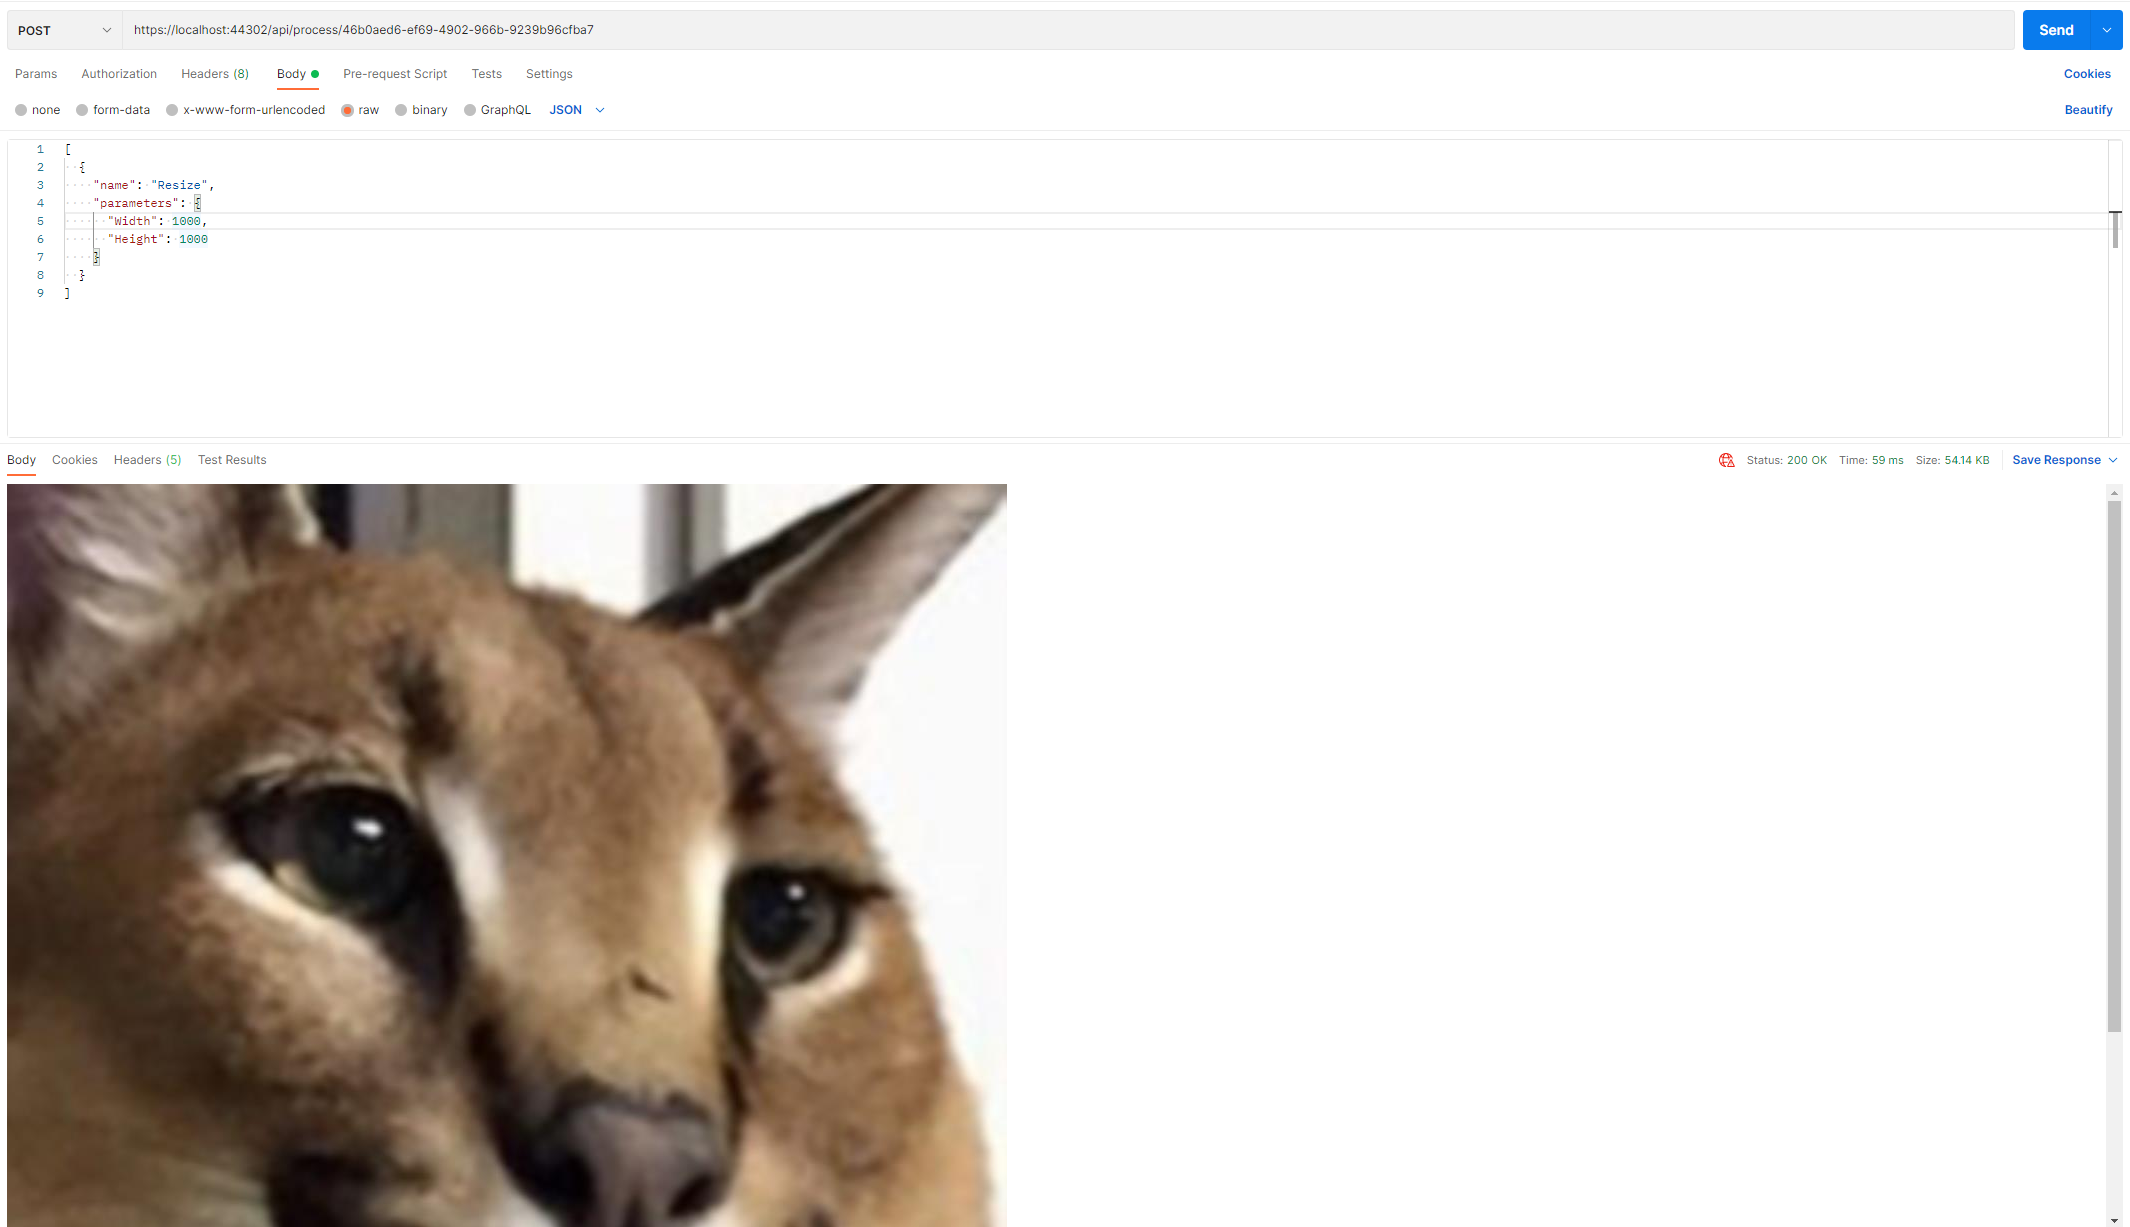 POST https://localhost:44302/api/process/46b0aed6-ef69-4902-966b-9239b96cfba7 Send
Params Authorization Headers (8) Body Pre-request Script Tests Settings Cookies
none form-data x-www-form-urlencoded raw binary GraphQL JSON Beautify
1 [
2 {
3 "name": "Resize",
4 "parameters": {
5 "Width": 1000,
6 "Height": 1000
7 }
8 }
9 ]
Body Cookies Headers (5) Test Results Status: 200 OK Time: 59 ms Size: 54.14 KB Save Response